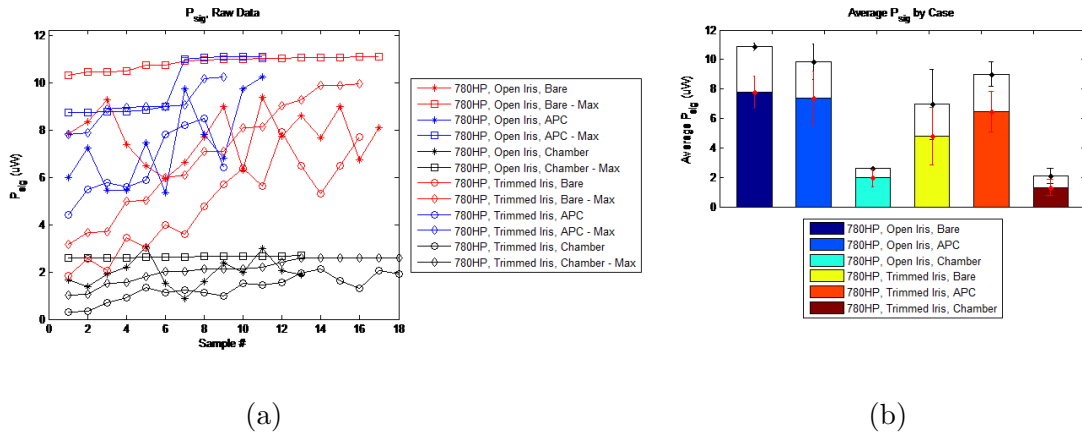 P_sig, Raw Data
12
10
8
6
4
2
0
P_sig (uW)
0 2 4 6 8 10 12 14 16 18
Sample #
780HP, Open Iris, Bare
780HP, Open Iris, Bare - Max
780HP, Open Iris, APC
780HP, Open Iris, APC - Max
780HP, Open Iris, Chamber
780HP, Open Iris, Chamber - Max
780HP, Trimmed Iris, Bare
780HP, Trimmed Iris, Bare - Max
780HP, Trimmed Iris, APC
780HP, Trimmed Iris, APC - Max
780HP, Trimmed Iris, Chamber
780HP, Trimmed Iris, Chamber - Max
(a)
Average P_sig by Case
12
10
8
6
4
2
0
Average P_sig (uW)
780HP, Open Iris, Bare
780HP, Open Iris, APC
780HP, Open Iris, Chamber
780HP, Trimmed Iris, Bare
780HP, Trimmed Iris, APC
780HP, Trimmed Iris, Chamber
(b)